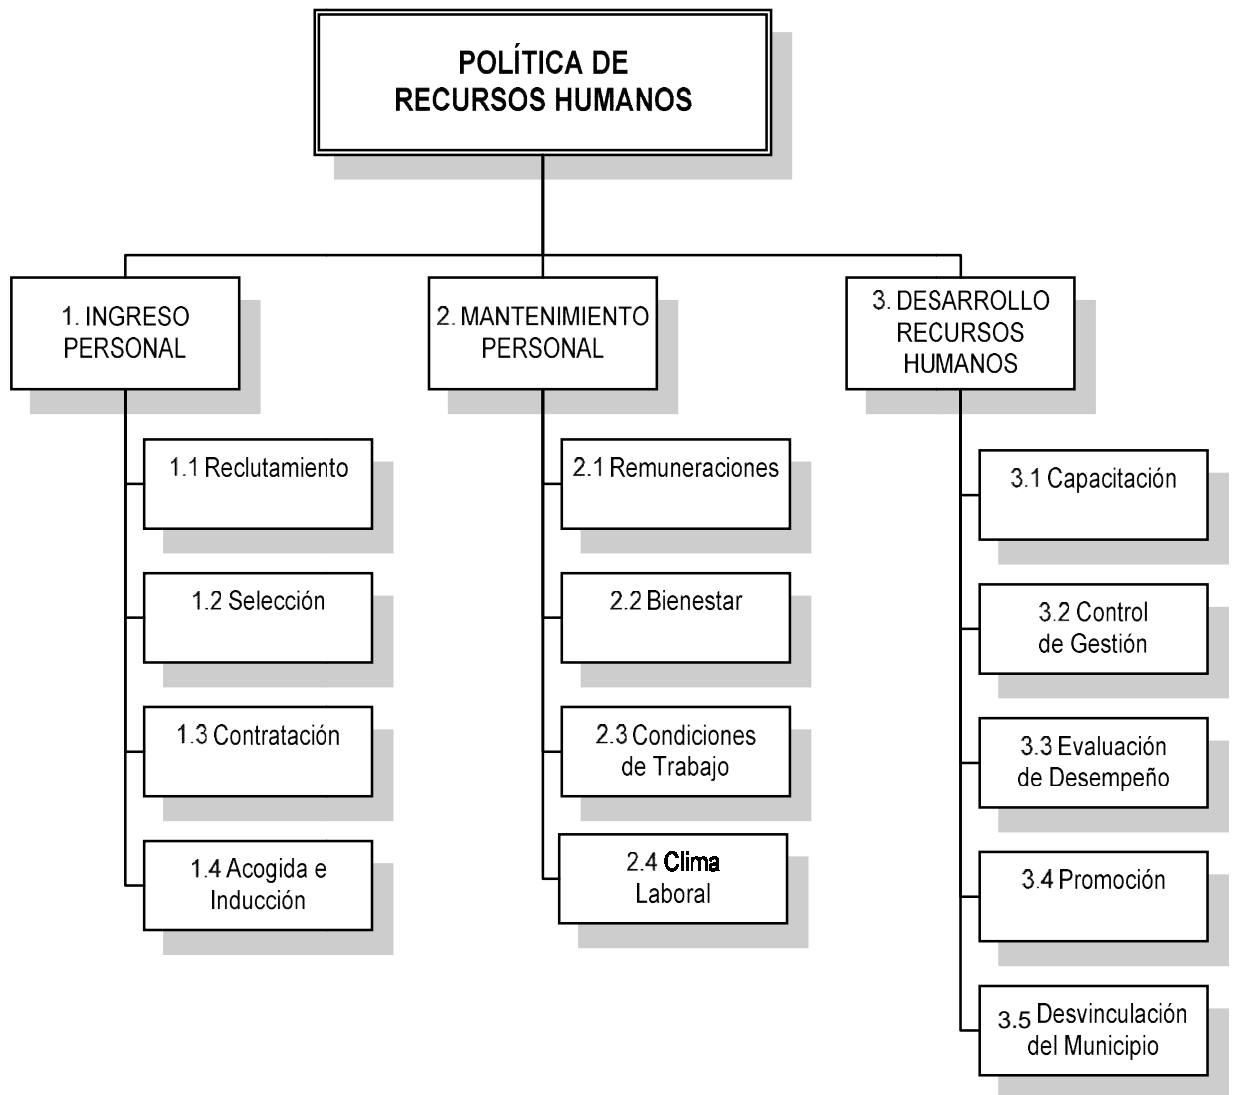 POLÍTICA DE
RECURSOS HUMANOS
1. INGRESO
PERSONAL
1.1 Reclutamiento
1.2 Selección
1.3 Contratación
1.4 Acogida e
Inducción
2. MANTENIMIENTO
PERSONAL
2.1 Remuneraciones
2.2 Bienestar
2.3 Condiciones
de Trabajo
2.4 Clima
Laboral
3. DESARROLLO
RECURSOS
HUMANOS
3.1 Capacitación
3.2 Control
de Gestión
3.3 Evaluación
de Desempeño
3.4 Promoción
3.5 Desvinculación
del Municipio